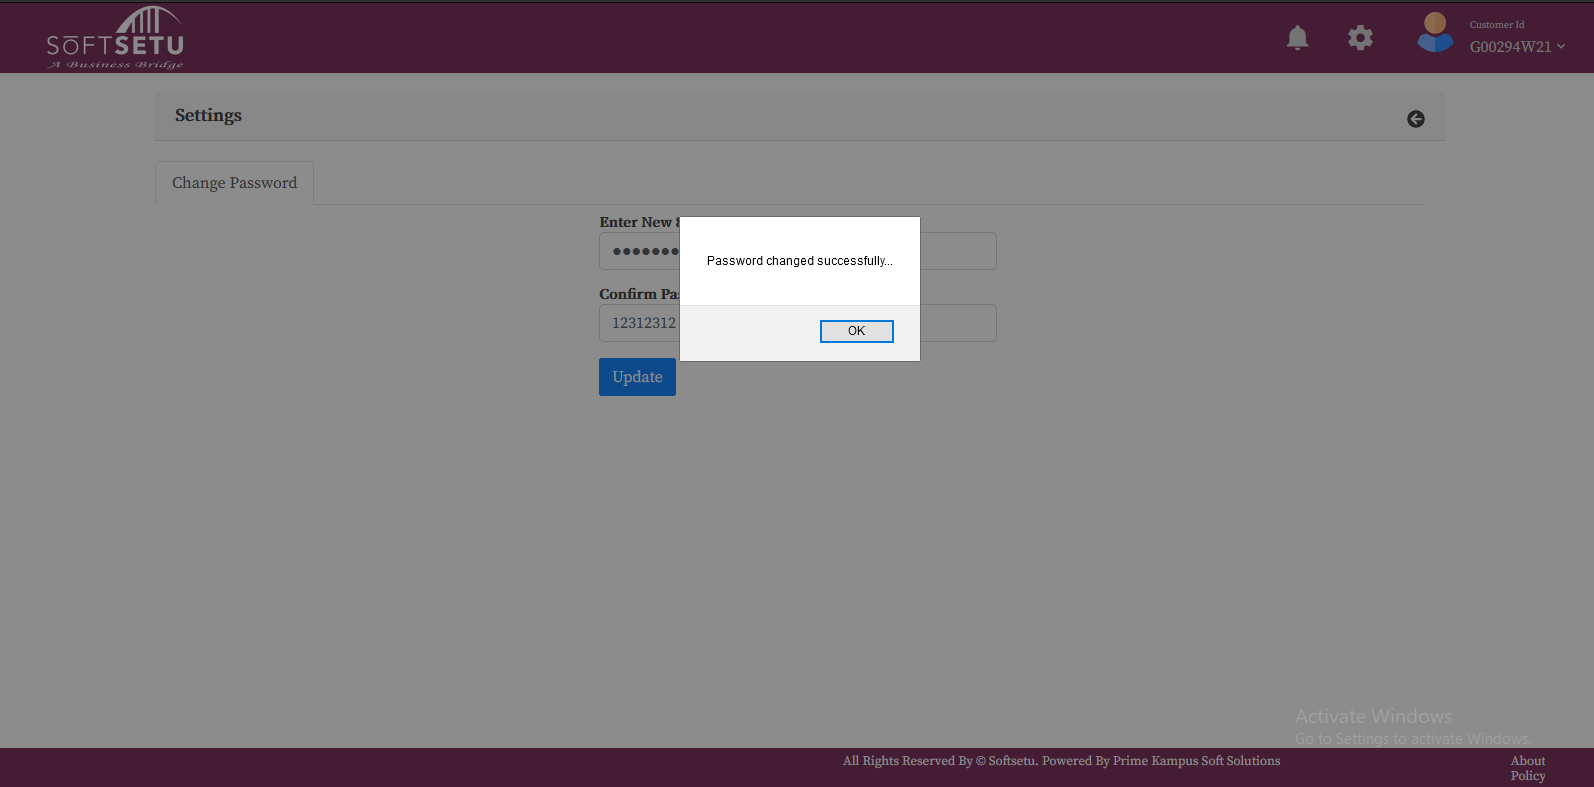 SOFTSETU
A Business Bridge
Customer Id
G00294W21
Settings
Change Password
Enter New
Password changed successfully...
Confirm Pa
12312312
OK
Update
Activate Windows
Go to Settings to activate Windows.
All Rights Reserved By © Softsetu. Powered By Prime Kampus Soft Solutions
About
Policy